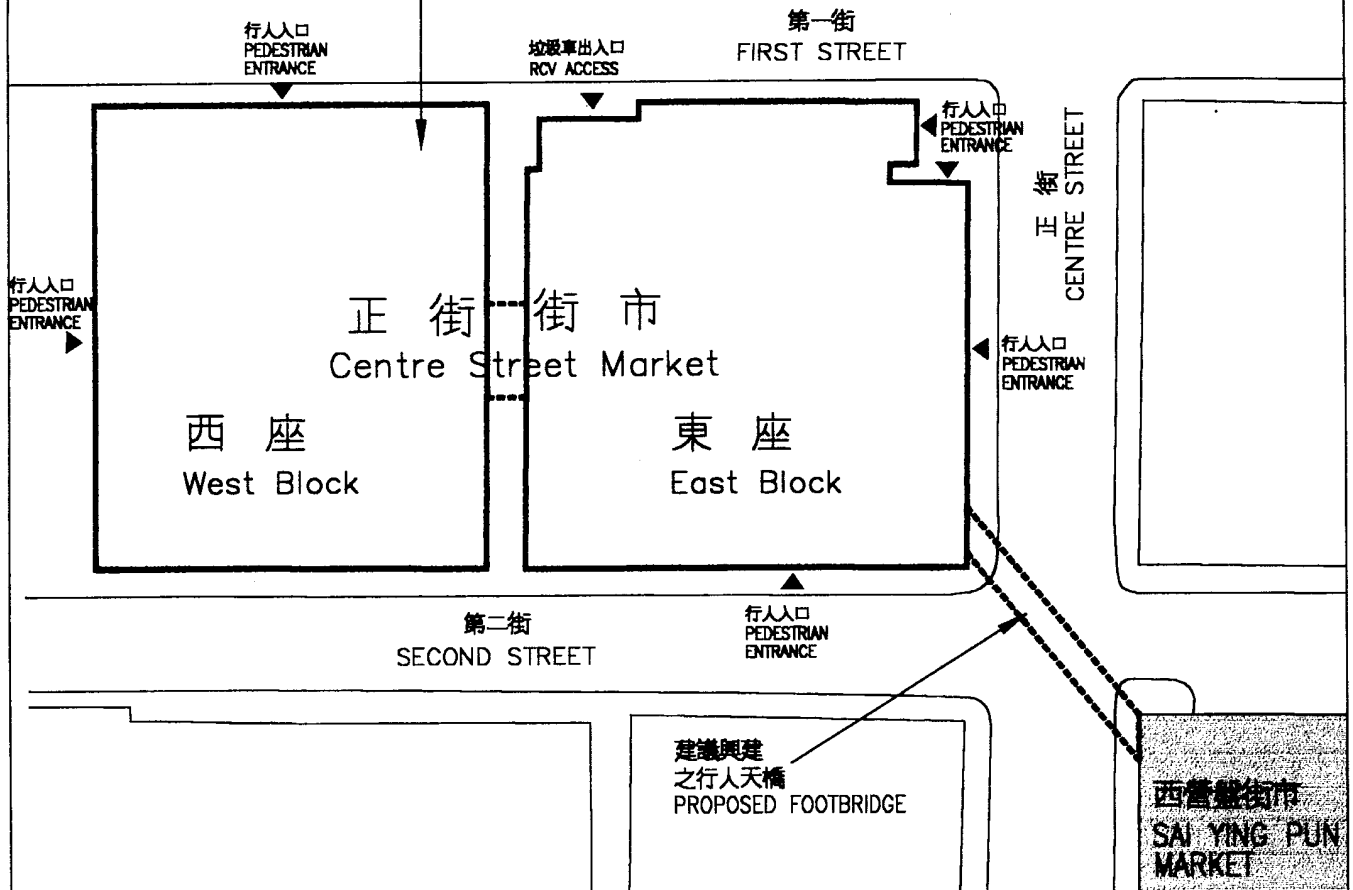 第一街
FIRST STREET
行人入口
PEDESTRIAN
ENTRANCE
垃圾車出入口
RCV ACCESS
行人入口
PEDESTRIAN
ENTRANCE
正街
CENTRE STREET
行人入口
PEDESTRIAN
ENTRANCE
正街街市
Centre Street Market
行人入口
PEDESTRIAN
ENTRANCE
西座
West Block
東座
East Block
第二街
SECOND STREET
行人入口
PEDESTRIAN
ENTRANCE
建議興建
之行人天橋
PROPOSED FOOTBRIDGE
西營盤街市
SAI YING PUN
MARKET